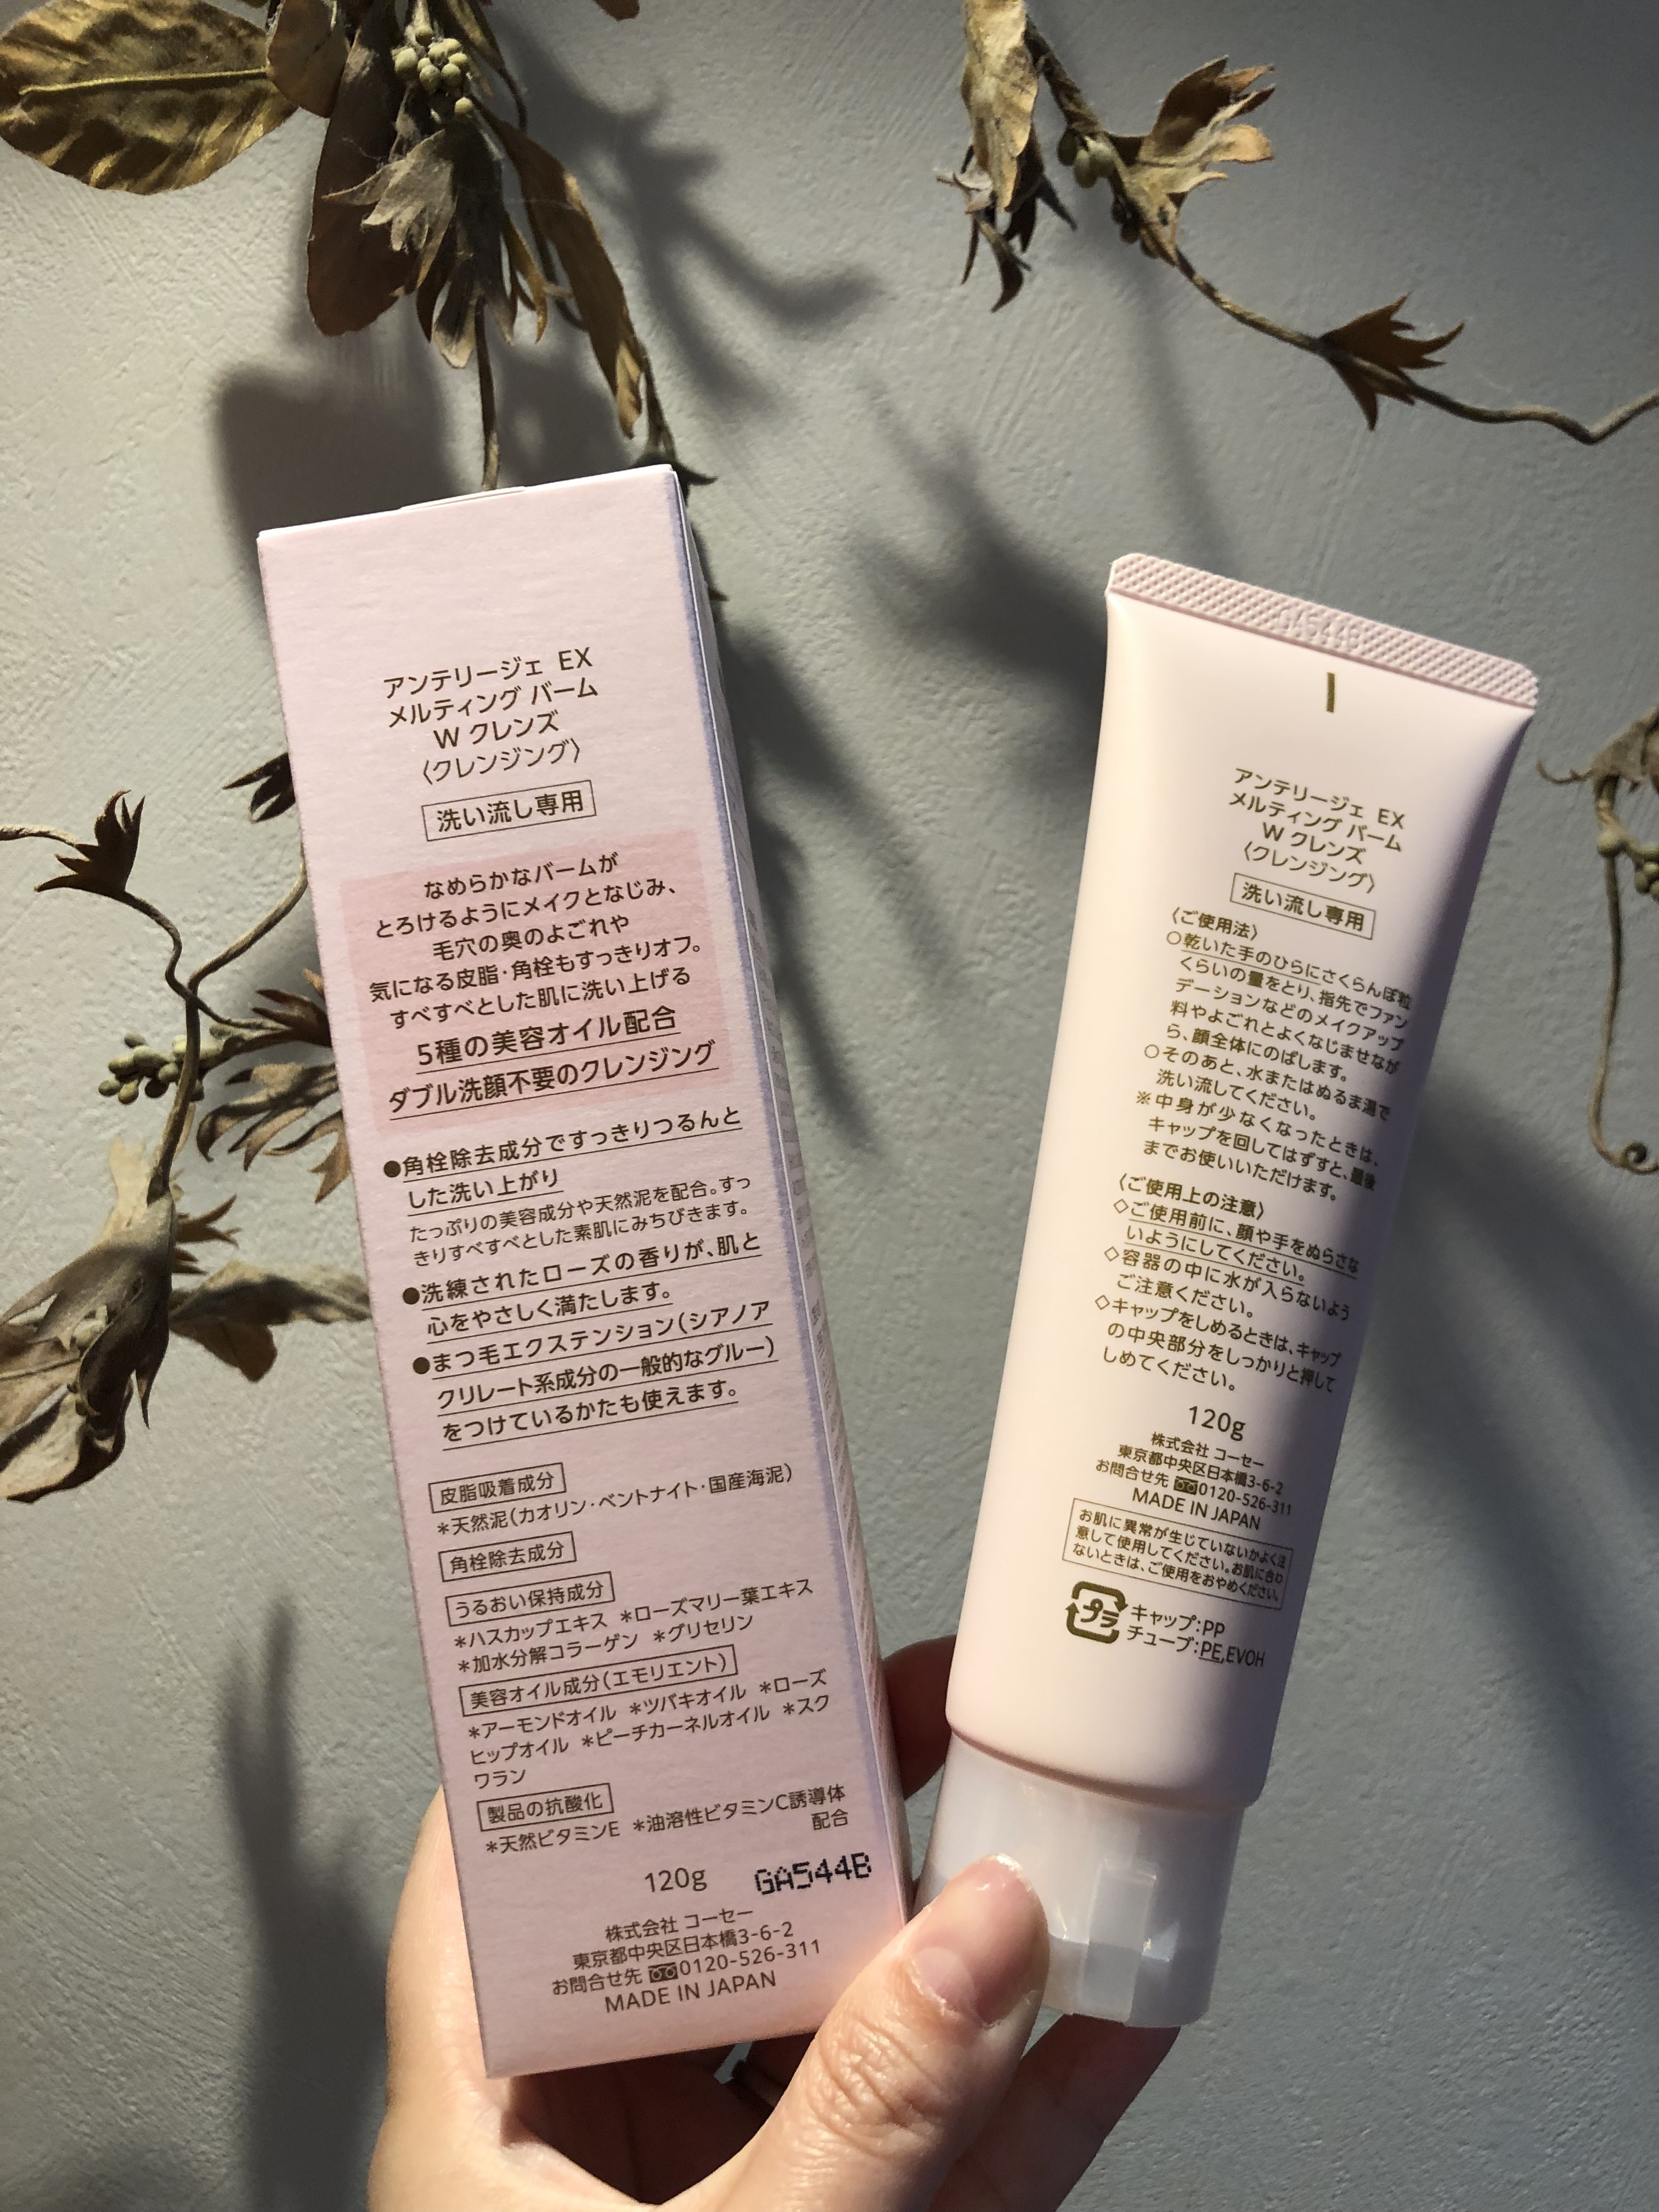 アンテリージェ EX
メルティング バーム
W クレンズ
〈クレンジング〉
洗い流し専用
なめらかなバームが
とろけるようにメイクとなじみ、
毛穴の奥のよごれや
気になる皮脂・角栓もすっきりオフ。
すべすべとした肌に洗い上げる
5種の美容オイル配合
ダブル洗顔不要のクレンジング
●角栓除去成分ですっきりつるんと
した洗い上がり
たっぷりの美容成分や天然泥を配合。すっ
きりすべすべとした素肌にみちびきます。
●洗練されたローズの香りが、肌と
心をやさしく満たします。
●まつ毛エクステンション(シアノア
クリレート系成分の一般的なグルー)
をつけているかたも使えます。
皮脂吸着成分
*天然泥(カオリン・ベントナイト・国産海泥)
角栓除去成分
うるおい保持成分
*ハスカップエキス *ローズマリー葉エキス
*加水分解コラーゲン *グリセリン
美容オイル成分(エモリエント)
*アーモンドオイル *ツバキオイル *ローズ
ヒップオイル *ピーチカーネルオイル *スク
ワラン
製品の抗酸化
*天然ビタミンE *油溶性ビタミンC誘導体
配合
120g GA544B
株式会社 コーセー
東京都中央区日本橋3-6-2
お問合せ先 0120-526-311
MADE IN JAPAN
GA544B
アンテリージェ EX
メルティング バーム
W クレンズ
〈クレンジング〉
洗い流し専用
〈ご使用法〉
○乾いた手のひらにさくらんぼ粒
くらいの量をとり、指先でファン
デーションなどのメイクアップ
料やよごれとよくなじませなが
ら、顔全体にのばします。
○そのあと、水またはぬるま湯で
洗い流してください。
※中身が少なくなったときは、
キャップを回してはずすと、最後
までお使いいただけます。
〈ご使用上の注意〉
◇ご使用前に、顔や手をぬらさな
いようにしてください。
◇容器の中に水が入らないよう
ご注意ください。
◇キャップをしめるときは、キャップ
の中央部分をしっかりと押して
しめてください。
120g
株式会社 コーセー
東京都中央区日本橋3-6-2
お問合せ先 0120-526-311
MADE IN JAPAN
お肌に異常が生じていないかよく注
意して使用してください。お肌に合わ
ないときは、ご使用をおやめください。
プラ
キャップ:PP
チューブ:PE,EVOH